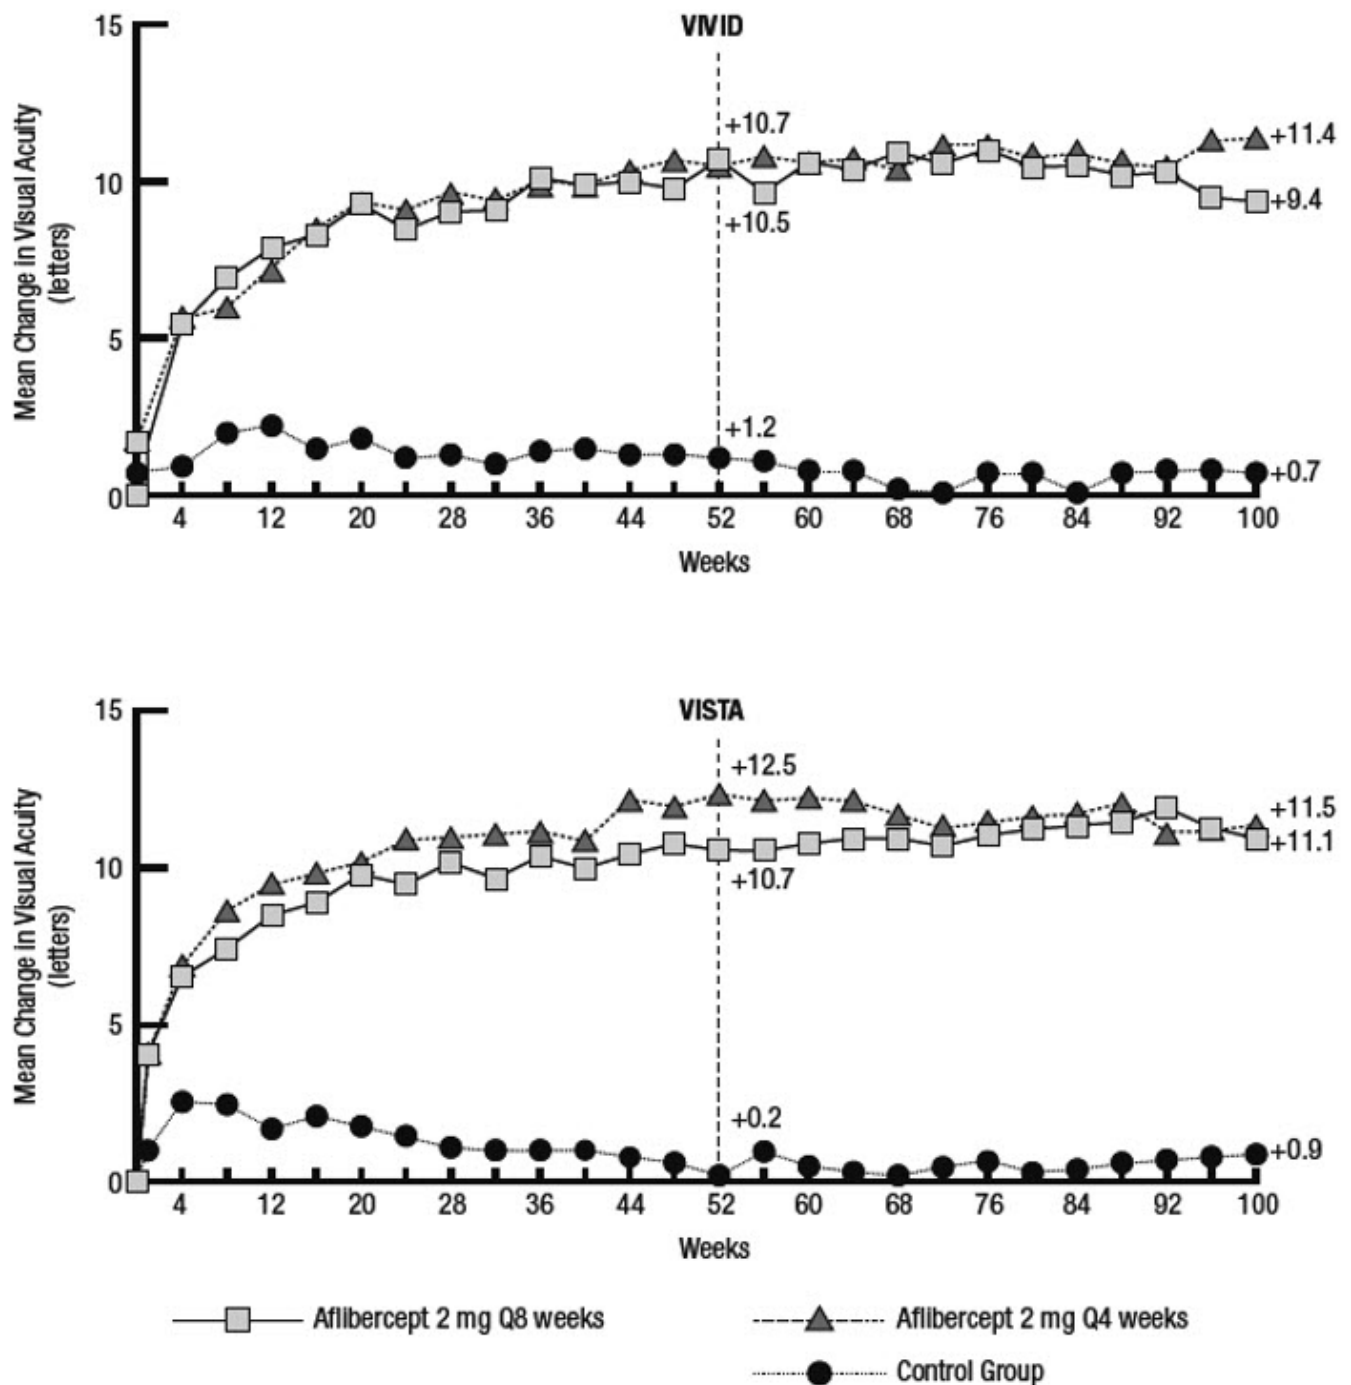 VIVID
Mean Change in Visual Acuity
(letters)
15
10
5
0
+10.7
+10.5
+1.2
+11.4
+9.4
+0.7
4 12 20 28 36 44 52 60 68 76 84 92 100
Weeks
VISTA
Mean Change in Visual Acuity
(letters)
15
10
5
0
+12.5
+10.7
+0.2
+11.5
+11.1
+0.9
4 12 20 28 36 44 52 60 68 76 84 92 100
Weeks
Aflibercept 2 mg Q8 weeks
Aflibercept 2 mg Q4 weeks
Control Group